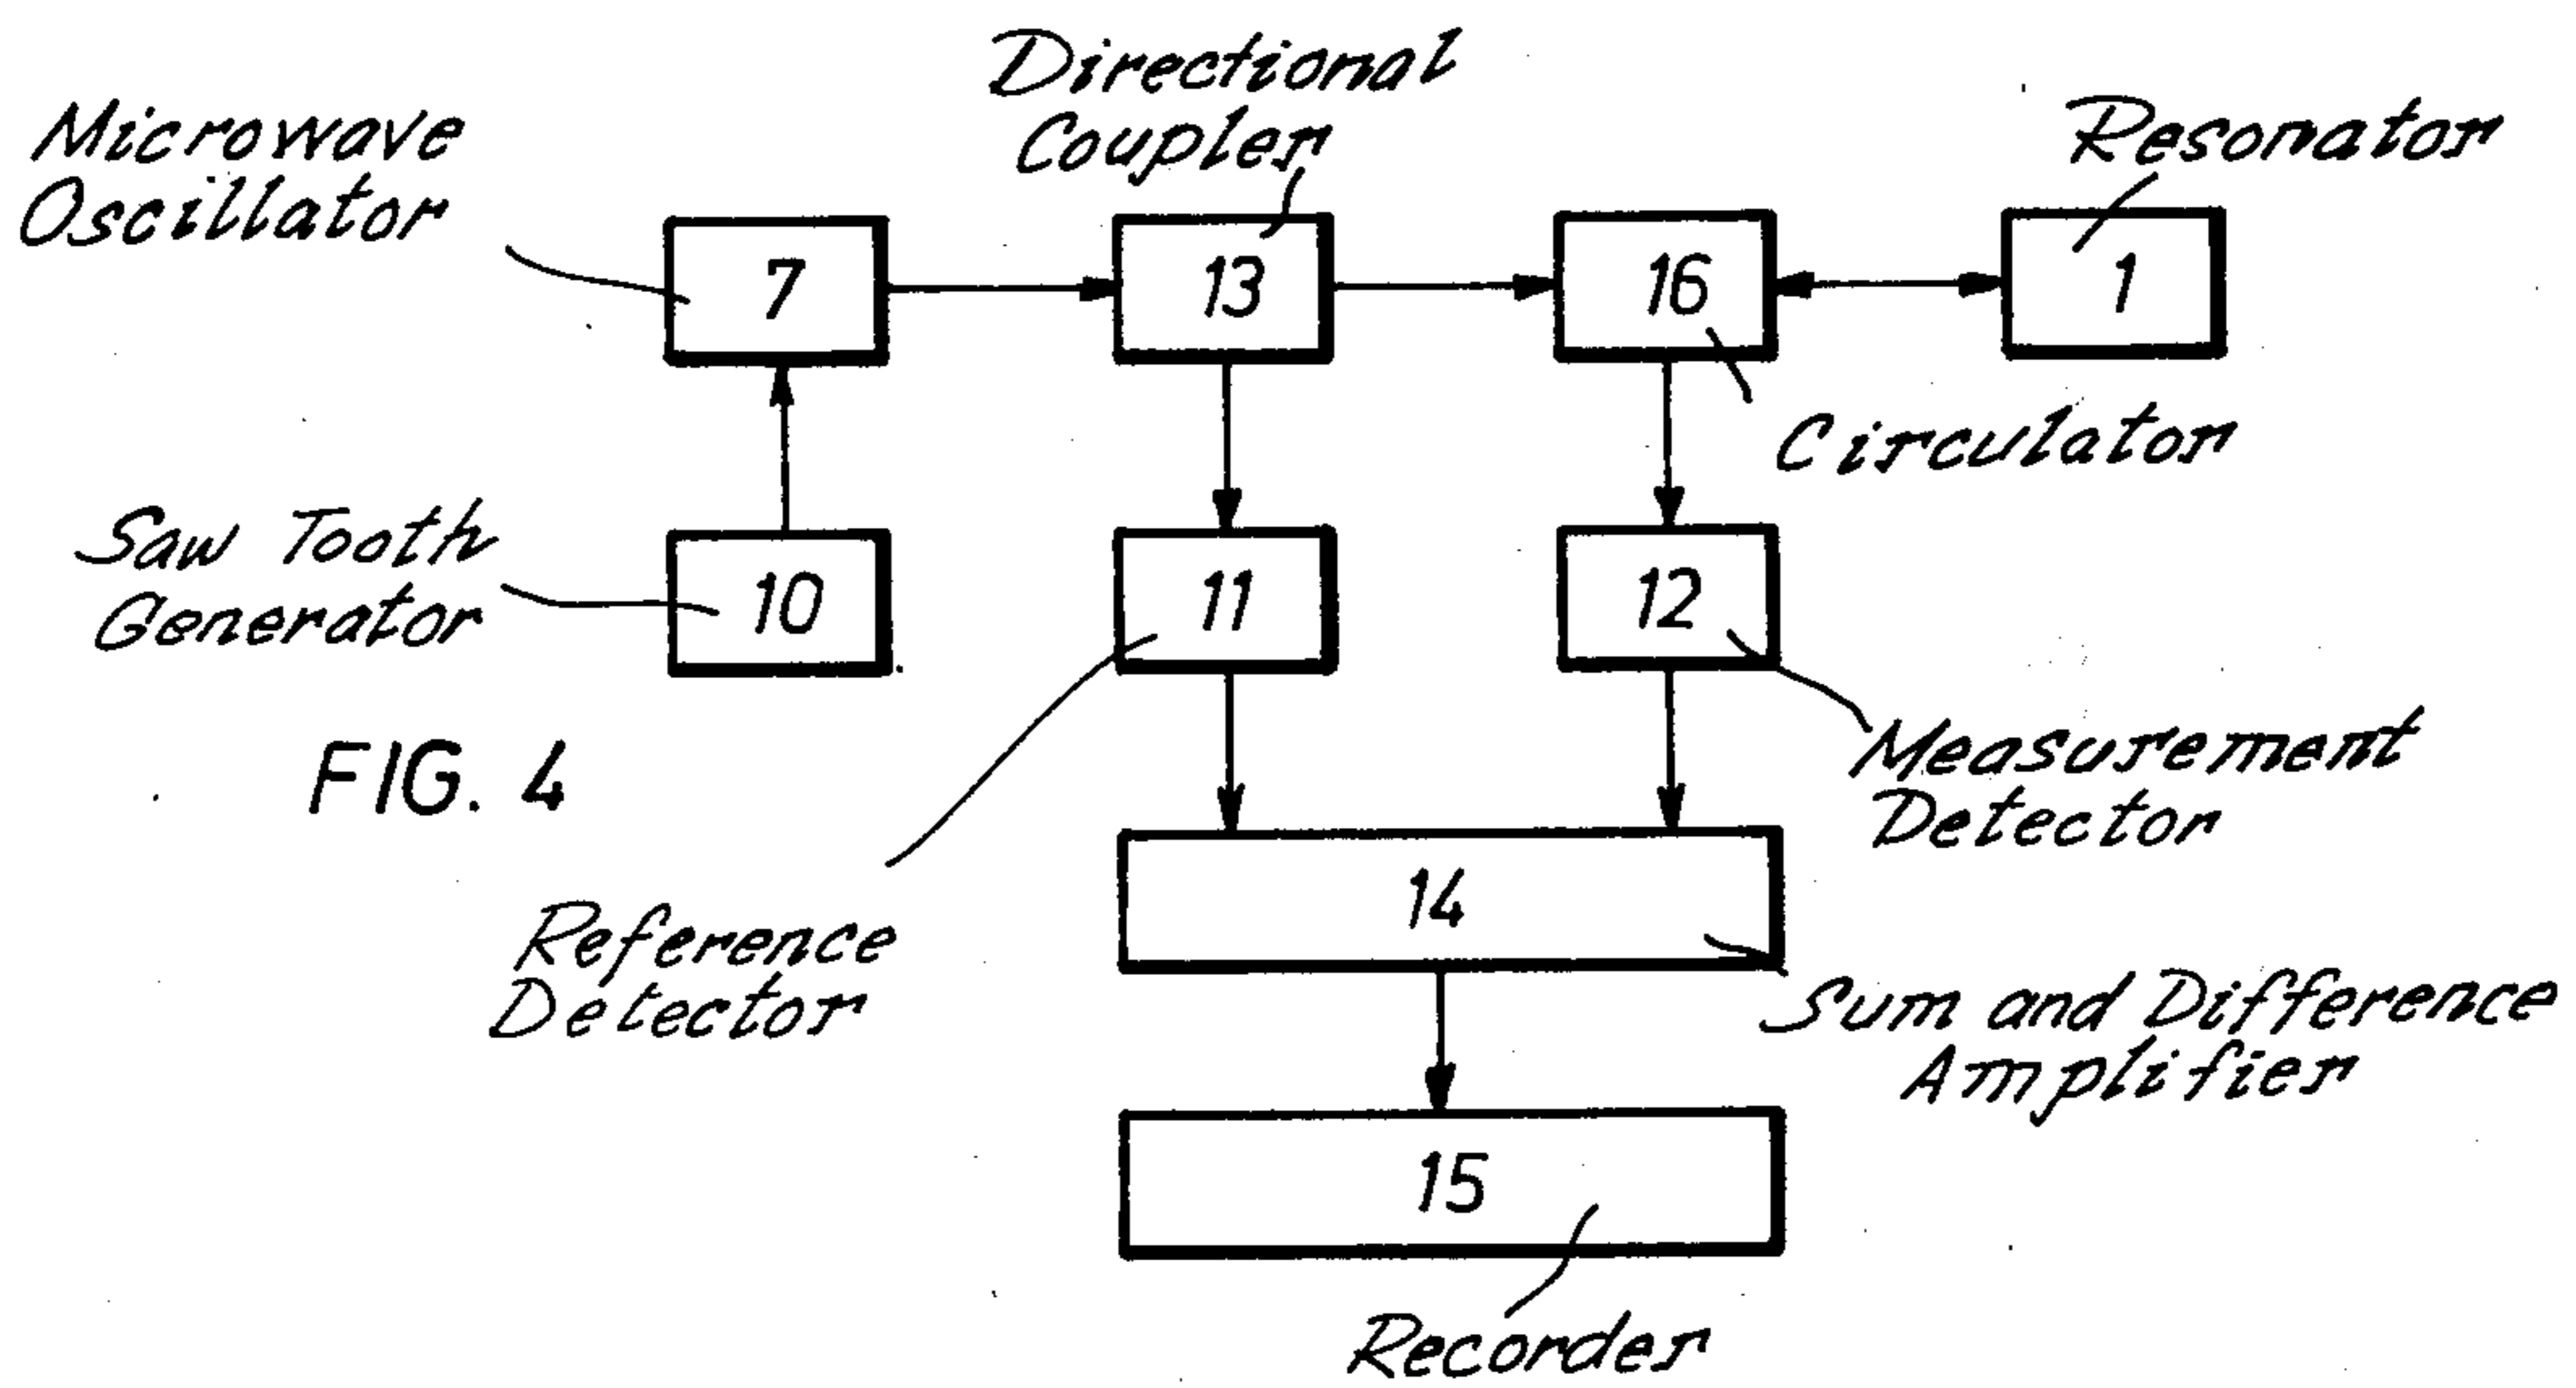 Directional
Coupler
Microwave
Oscillator
Resonator
7
13
16
1
Circulator
Saw Tooth
Generator
10
11
12
FIG. 4
Measurement
Detector
14
Reference
Detector
Sum and Difference
Amplifier
15
Recorder